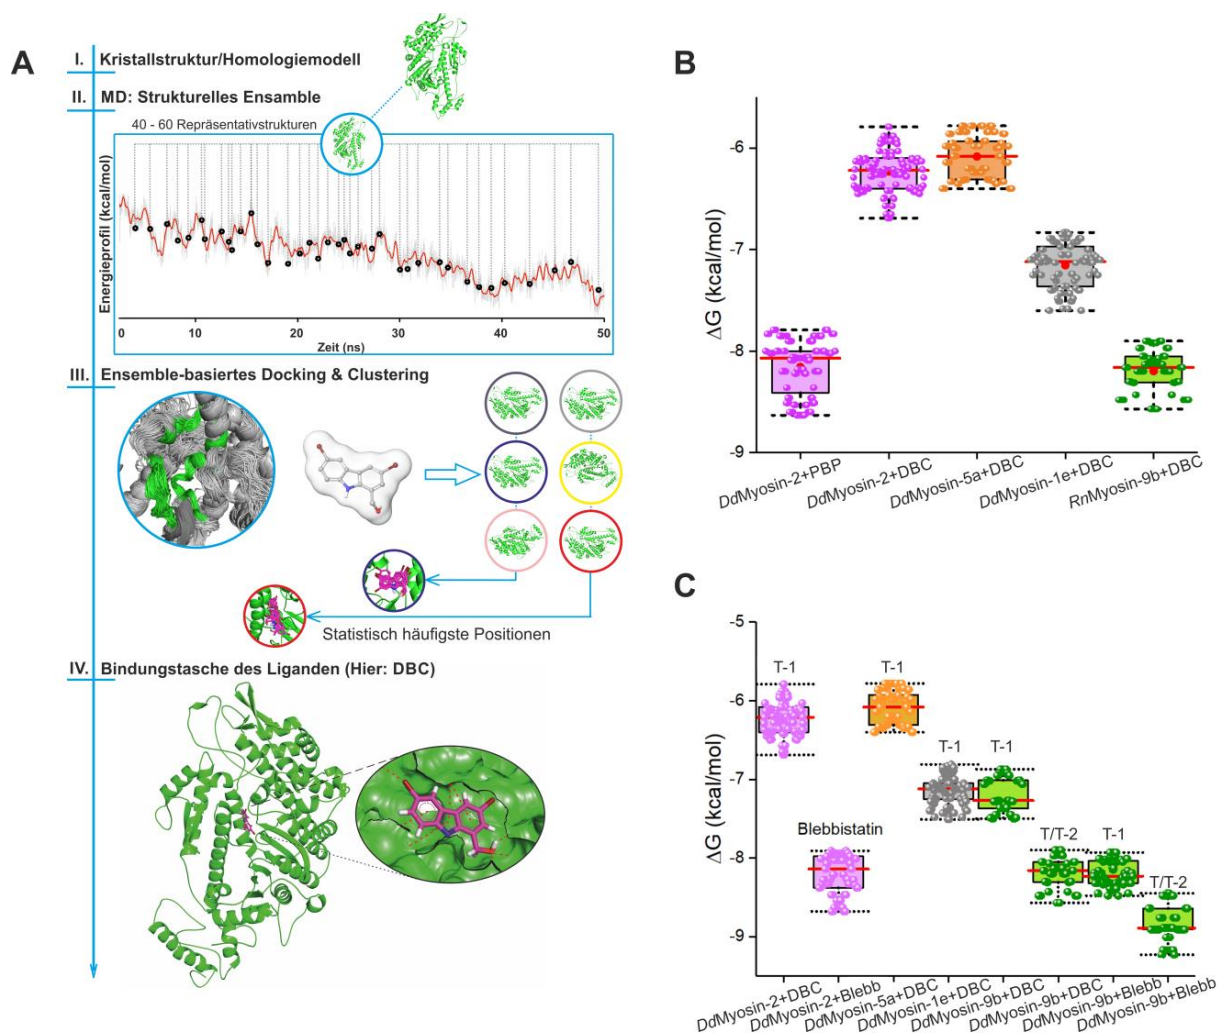 A
I. Kristallstruktur/Homologiemodell
II. MD: Strukturelles Ensamble
40 - 60 Repräsentativstrukturen
Energieprofil (kcal/mol)
0 10 20 30 40 50
Zeit (ns)
III. Ensemble-basiertes Docking & Clustering
Statistisch häufigste Positionen
IV. Bindungstasche des Liganden (Hier: DBC)
B
ΔG (kcal/mol)
-6
-7
-8
-9
DdMyosin-2+PBP
DdMyosin-2+DBC
DdMyosin-5a+DBC
DdMyosin-1e+DBC
RnMyosin-9b+DBC
C
ΔG (kcal/mol)
-5
-6
-7
-8
-9
T-1
Blebbistatin
T-1
T-1
T-1
T/T-2
T-1
T/T-2
DdMyosin-2+DBC
DdMyosin-2+Blebb
DdMyosin-5a+DBC
DdMyosin-1e+DBC
DdMyosin-9b+DBC
DdMyosin-9b+DBC
DdMyosin-9b+Blebb
DdMyosin-9b+Blebb